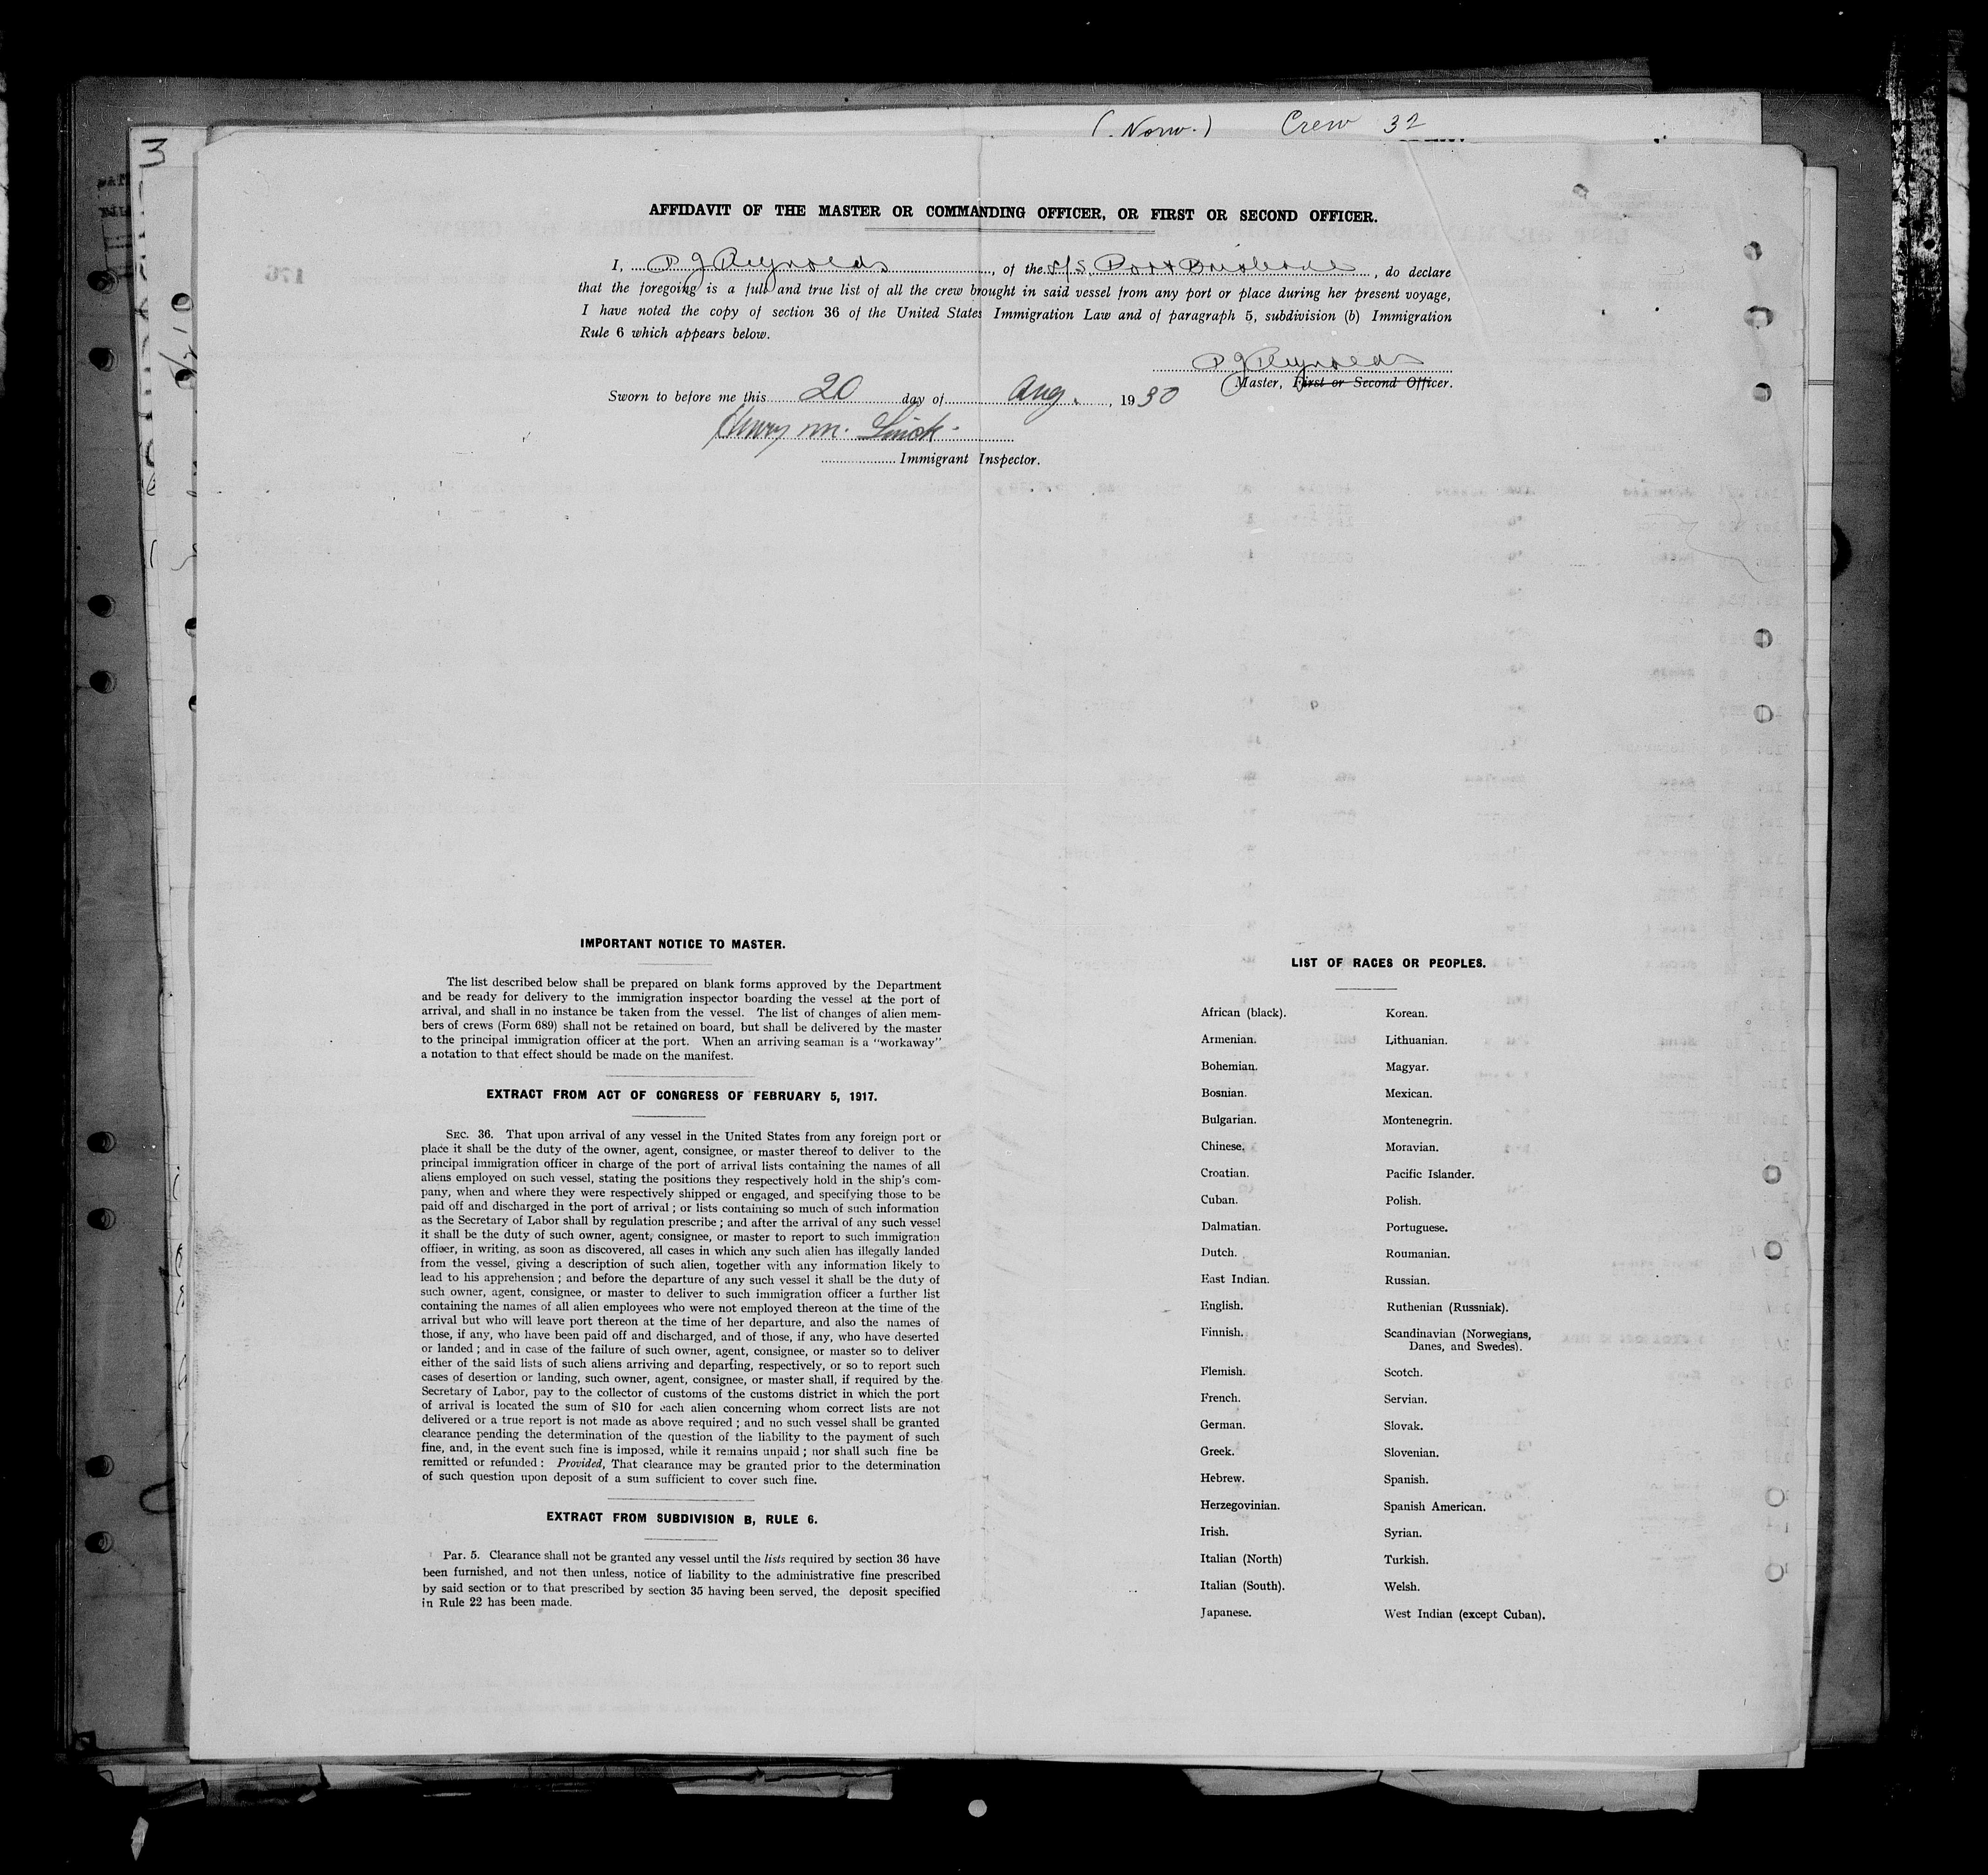 (Norw.) Crew 32
AFFIDAVIT OF THE MASTER OR COMMANDING OFFICER, OR FIRST OR SECOND OFFICER.
I, P J Reynolds, of the S/S Port Brisbane, do declare
that the foregoing is a full and true list of all the crew brought in said vessel from any port or place during her present voyage,
I have noted the copy of section 36 of the United States Immigration Law and of paragraph 5, subdivision (b) Immigration
Rule 6 which appears below.
P J Reynolds
Master, First or Second Officer.
Sworn to before me this 20 day of Aug., 1930
Henry M.
Immigrant Inspector.
IMPORTANT NOTICE TO MASTER.
The list described below shall be prepared on blank forms approved by the Department
and be ready for delivery to the immigration inspector boarding the vessel at the port of
arrival, and shall in no instance be taken from the vessel. The list of changes of alien mem-
bers of crews (Form 689) shall not be retained on board, but shall be delivered by the master
to the principal immigration officer at the port. When an arriving seaman is a "workaway"
a notation to that effect should be made on the manifest.
EXTRACT FROM ACT OF CONGRESS OF FEBRUARY 5, 1917.
SEC. 36. That upon arrival of any vessel in the United States from any foreign port or
place it shall be the duty of the owner, agent, consignee, or master thereof to deliver to the
principal immigration officer in charge of the port of arrival lists containing the names of all
aliens employed on such vessel, stating the positions they respectively hold in the ship's com-
pany, when and where they were respectively shipped or engaged, and specifying those to be
paid off and discharged in the port of arrival; or lists containing so much of such information
as the Secretary of Labor shall by regulation prescribe; and after the arrival of any such vessel
it shall be the duty of such owner, agent, consignee, or master to report to such immigration
officer, in writing, as soon as discovered, all cases in which any such alien has illegally landed
from the vessel, giving a description of such alien, together with any information likely to
lead to his apprehension; and before the departure of any such vessel it shall be the duty of
such owner, agent, consignee, or master to deliver to such immigration officer a further list
containing the names of all alien employees who were not employed thereon at the time of the
arrival but who will leave port thereon at the time of her departure, and also the names of
those, if any, who have been paid off and discharged, and of those, if any, who have deserted
or landed; and in case of the failure of such owner, agent, consignee, or master so to deliver
either of the said lists of such aliens arriving and departing, respectively, or so to report such
cases of desertion or landing, such owner, agent, consignee, or master shall, if required by the
Secretary of Labor, pay to the collector of customs of the customs district in which the port
of arrival is located the sum of $10 for each alien concerning whom correct lists are not
delivered or a true report is not made as above required; and no such vessel shall be granted
clearance pending the determination of the question of the liability to the payment of such
fine, and, in the event such fine is imposed, while it remains unpaid; nor shall such fine be
remitted or refunded: Provided, That clearance may be granted prior to the determination
of such question upon deposit of a sum sufficient to cover such fine.
EXTRACT FROM SUBDIVISION B, RULE 6.
Par. 5. Clearance shall not be granted any vessel until the lists required by section 36 have
been furnished, and not then unless, notice of liability to the administrative fine prescribed
by said section or to that prescribed by section 35 having been served, the deposit specified
in Rule 22 has been made.
LIST OF RACES OR PEOPLES.
African (black). Korean.
Armenian. Lithuanian.
Bohemian. Magyar.
Bosnian. Mexican.
Bulgarian. Montenegrin.
Chinese. Moravian.
Croatian. Pacific Islander.
Cuban. Polish.
Dalmatian. Portuguese.
Dutch. Roumanian.
East Indian. Russian.
English. Ruthenian (Russniak).
Finnish. Scandinavian (Norwegians,
Danes, and Swedes).
Flemish. Scotch.
French. Servian.
German. Slovak.
Greek. Slovenian.
Hebrew. Spanish.
Herzegovinian. Spanish American.
Irish. Syrian.
Italian (North) Turkish.
Italian (South). Welsh.
Japanese. West Indian (except Cuban).